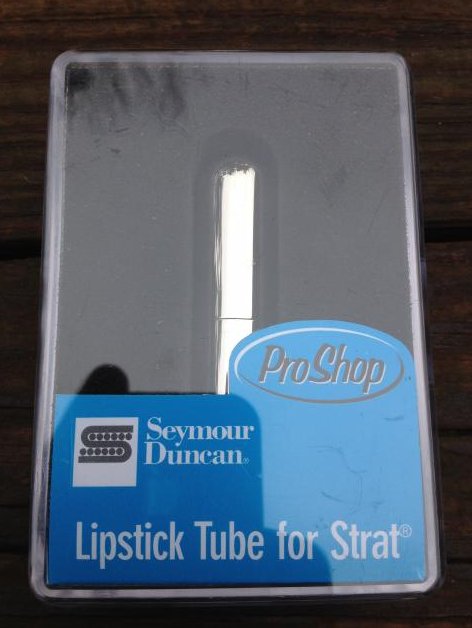 ProShop
Seymour
Duncan®
Lipstick Tube for Strat®